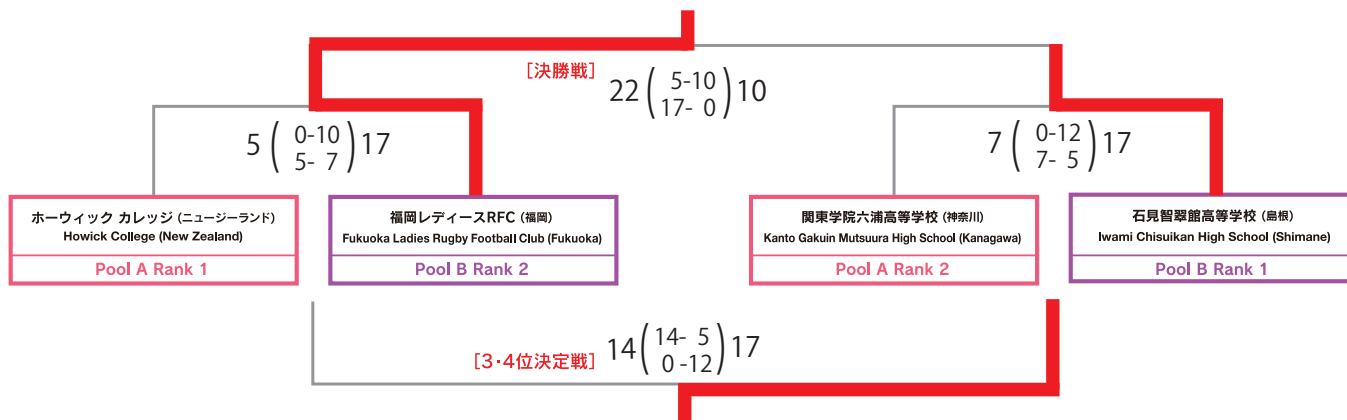 [決勝戦]
22 ( 5-10 ) 10
17- 0
5 ( 0-10 ) 17
5- 7
7 ( 0-12 ) 17
7- 5
ホーウィック カレッジ (ニュージーランド)
Howick College (New Zealand)
Pool A Rank 1
福岡レディースRFC (福岡)
Fukuoka Ladies Rugby Football Club (Fukuoka)
Pool B Rank 2
関東学院六浦高等学校 (神奈川)
Kanto Gakuin Mutsuura High School (Kanagawa)
Pool A Rank 2
石見智翠館高等学校 (島根)
Iwami Chisuikan High School (Shimane)
Pool B Rank 1
[3・4位決定戦]
14 ( 14- 5 ) 17
0 -12